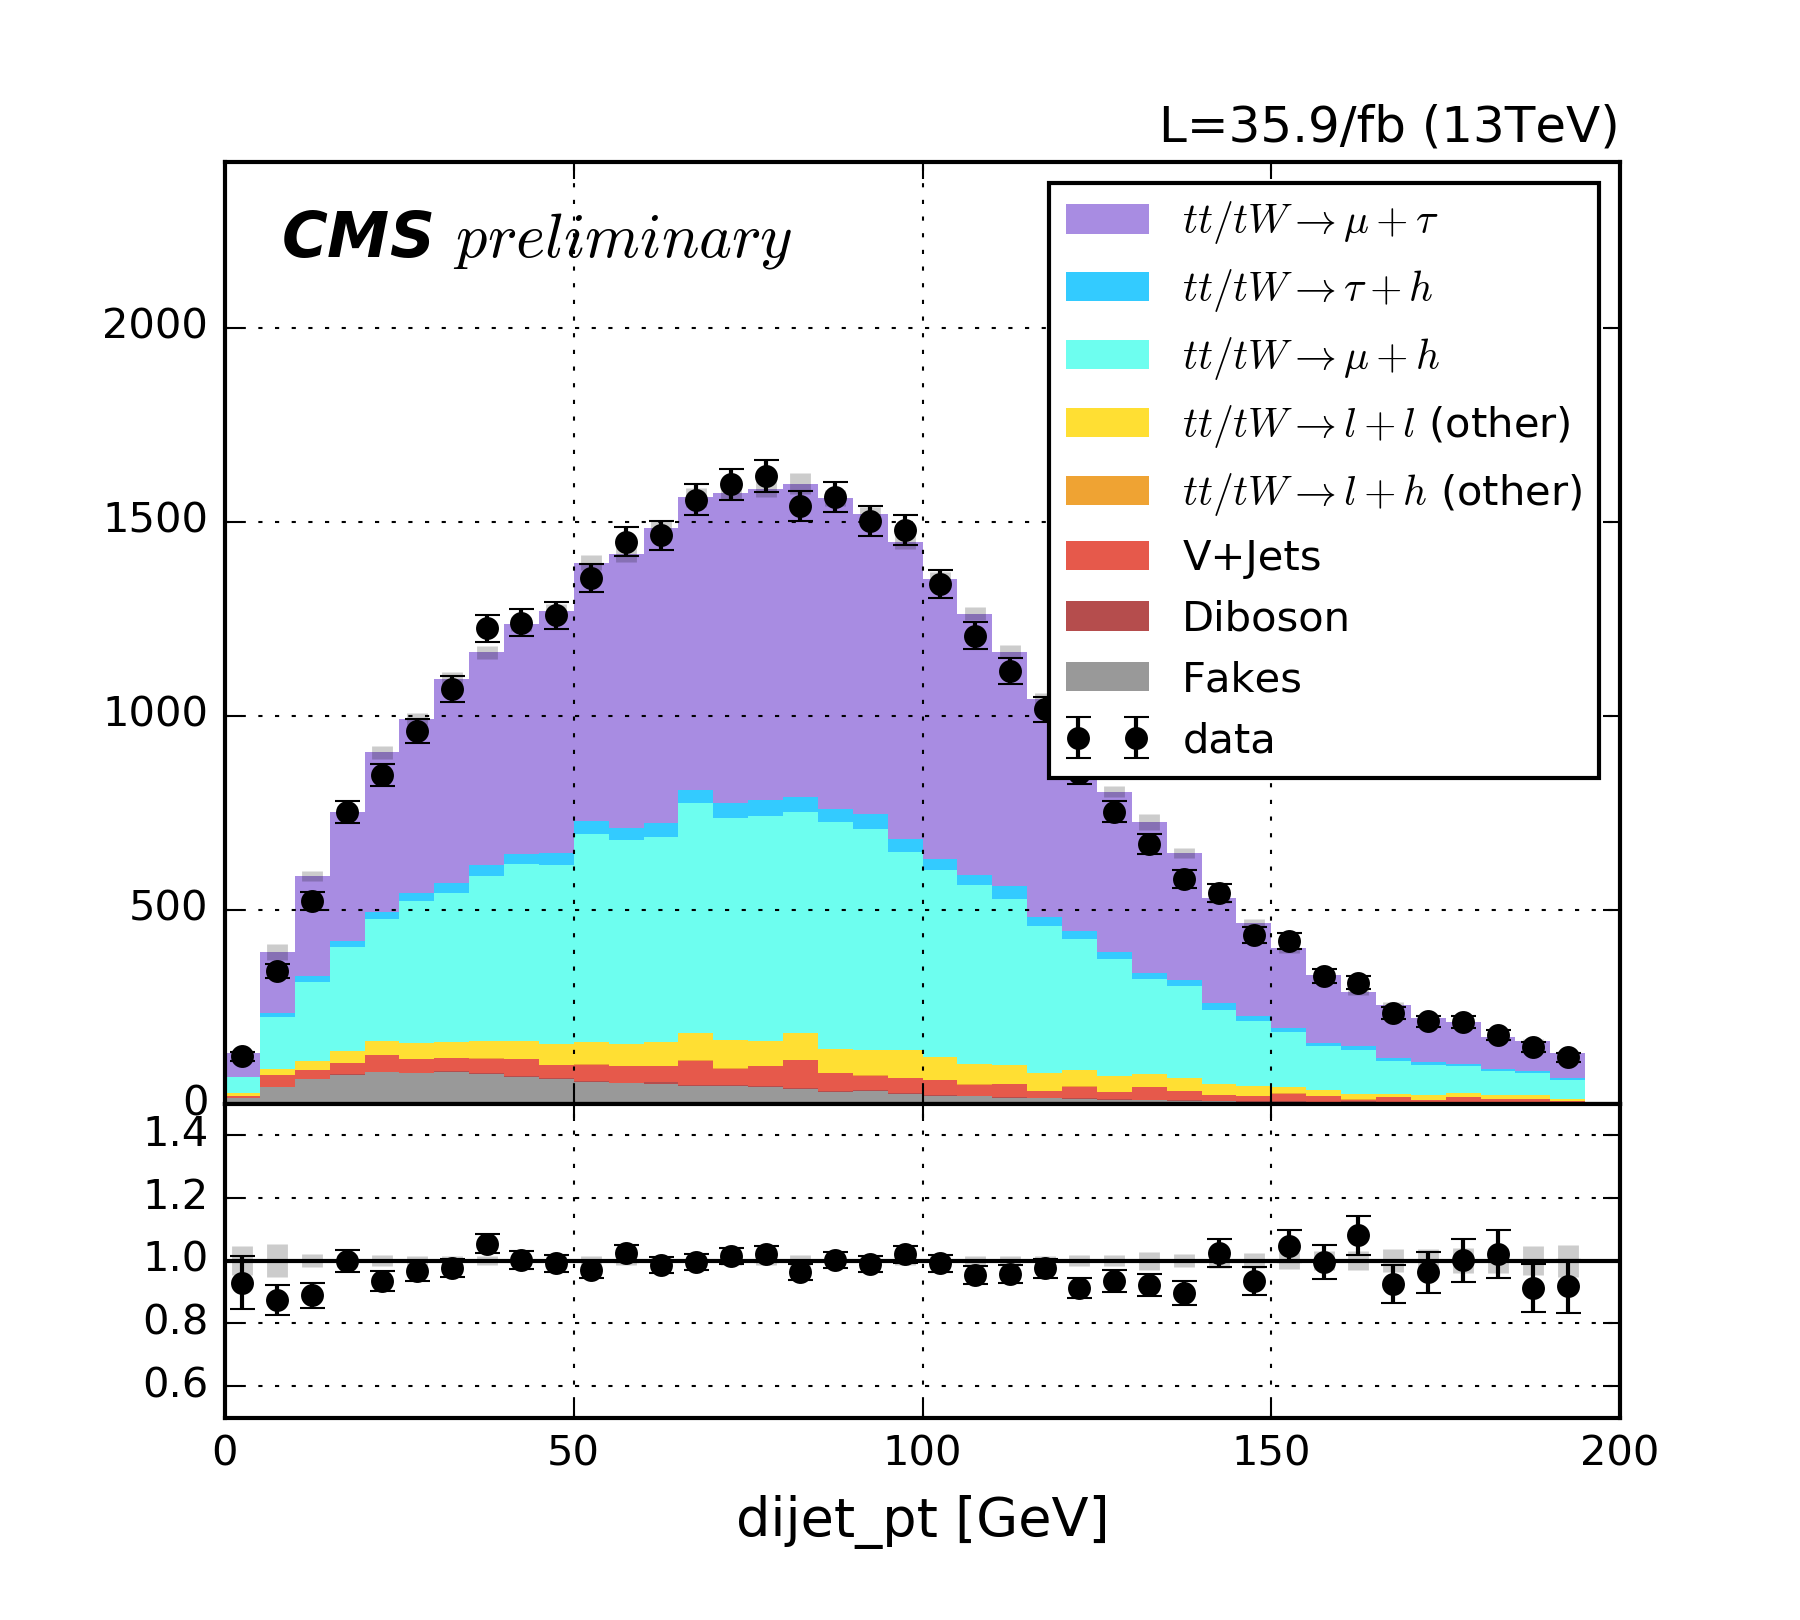 L=35.9/fb (13TeV)
CMS preliminary
tt/tW→μ+τ
tt/tW→τ+h
tt/tW→μ+h
tt/tW→l+l (other)
tt/tW→l+h (other)
V+Jets
Diboson
Fakes
data
2000
1500
1000
500
0
1.4
1.2
1.0
0.8
0.6
0 50 100 150 200
dijet_pt [GeV]